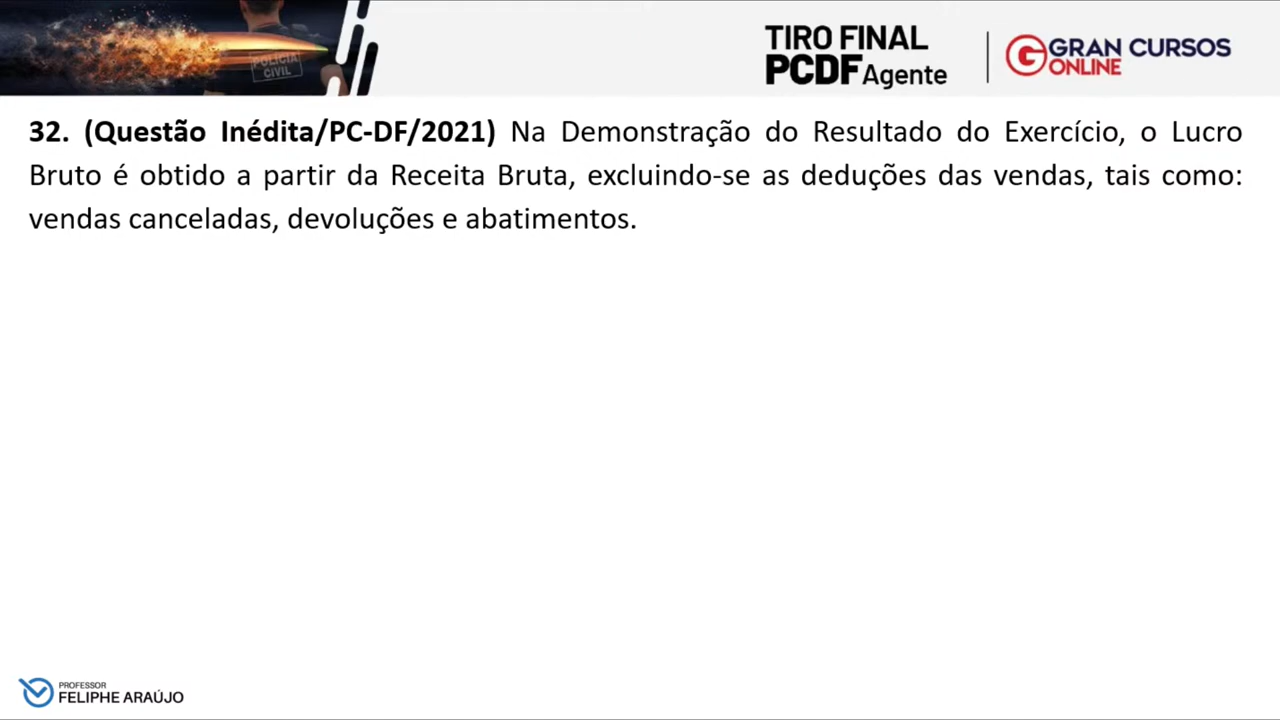 POLÍCIA
CIVIL
TIRO FINAL
PCDF Agente
GRAN CURSOS
ONLINE
32. (Questão Inédita/PC-DF/2021) Na Demonstração do Resultado do Exercício, o Lucro
Bruto é obtido a partir da Receita Bruta, excluindo-se as deduções das vendas, tais como:
vendas canceladas, devoluções e abatimentos.
PROFESSOR
FELIPHE ARAÚJO